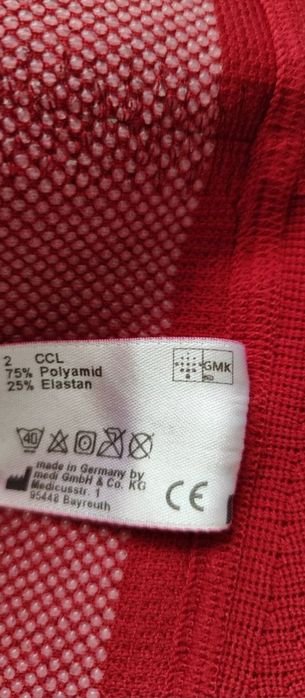 2 CCL
75% Polyamid
25% Elastan
GMK
40
made in Germany by
medi GmbH & Co. KG
Medicusstr. 1
95448 Bayreuth
CE